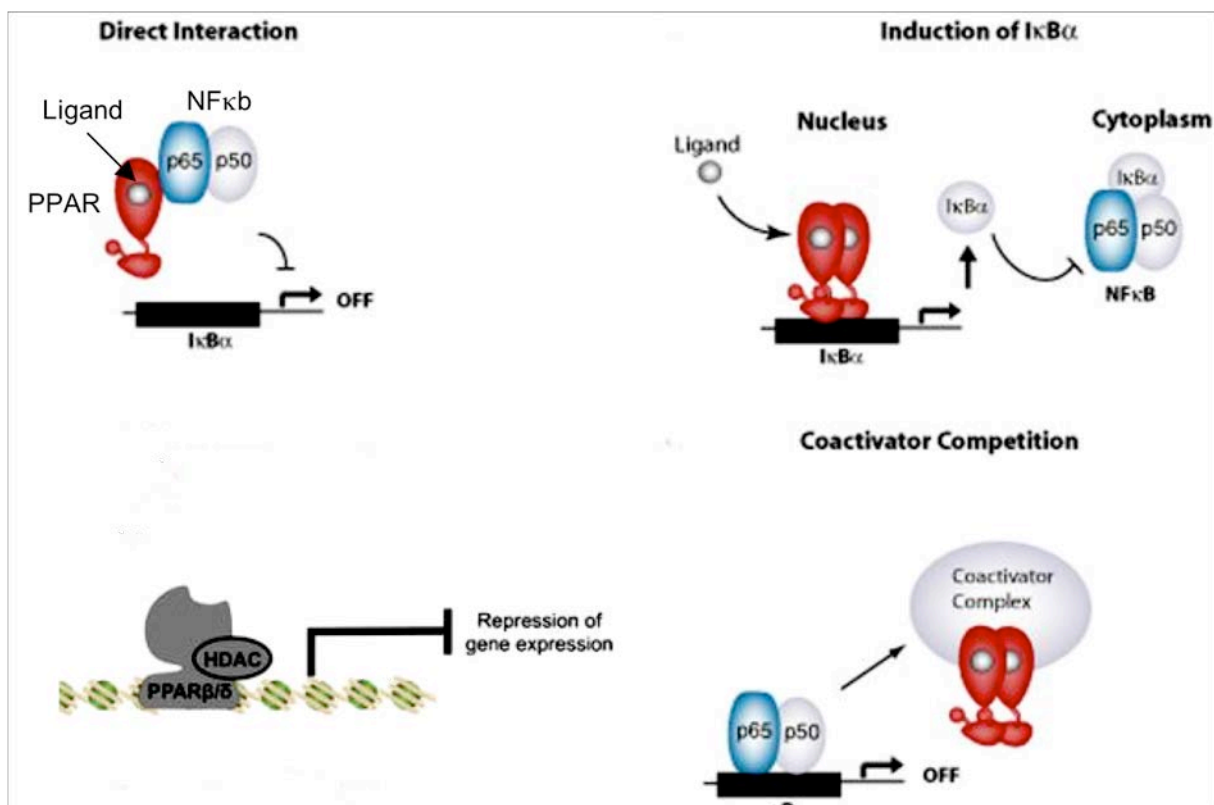 Direct Interaction
Ligand
NFκb
p65
p50
PPAR
OFF
IκBα
Induction of IκBα
Nucleus
Cytoplasm
Ligand
IκBα
IκBα
p65
p50
NFκB
IκBα
HDAC
PPARβ/δ
Repression of
gene expression
Coactivator Competition
Coactivator
Complex
p65
p50
OFF